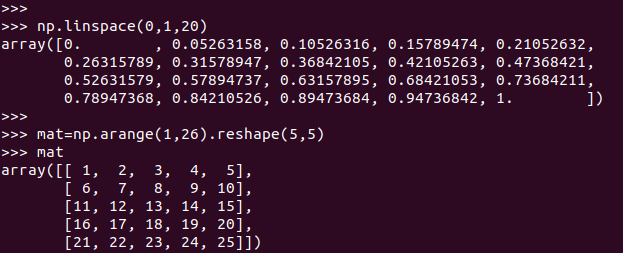 >>>
>>> np.linspace(0,1,20)
array([0.        , 0.05263158, 0.10526316, 0.15789474, 0.21052632,
       0.26315789, 0.31578947, 0.36842105, 0.42105263, 0.47368421,
       0.52631579, 0.57894737, 0.63157895, 0.68421053, 0.73684211,
       0.78947368, 0.84210526, 0.89473684, 0.94736842, 1.        ])
>>>
>>> mat=np.arange(1,26).reshape(5,5)
>>> mat
array([[ 1,  2,  3,  4,  5],
       [ 6,  7,  8,  9, 10],
       [11, 12, 13, 14, 15],
       [16, 17, 18, 19, 20],
       [21, 22, 23, 24, 25]])